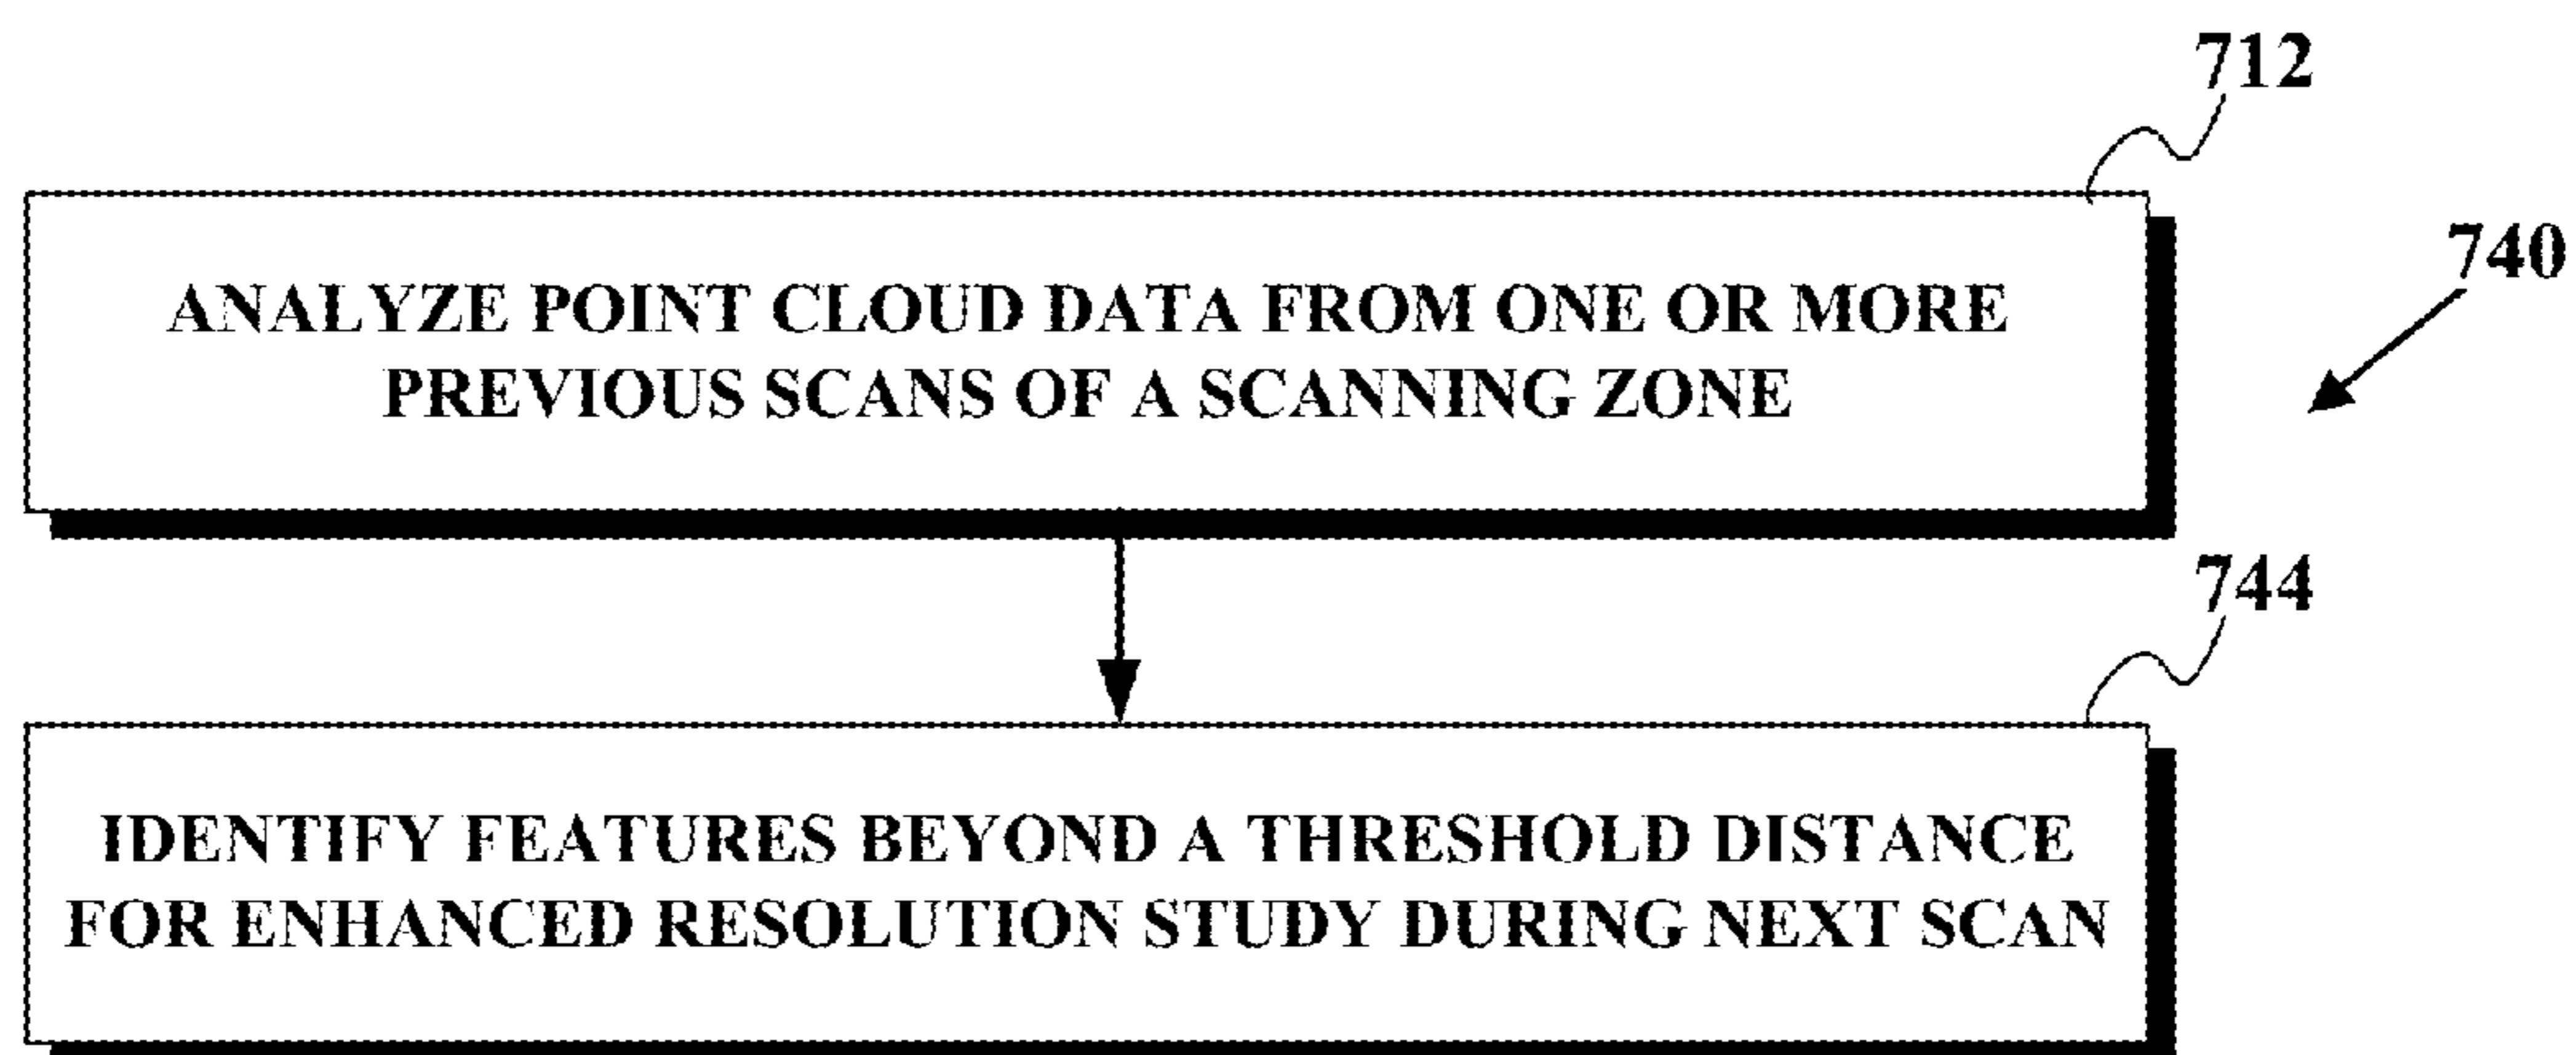 712
740
ANALYZE POINT CLOUD DATA FROM ONE OR MORE
PREVIOUS SCANS OF A SCANNING ZONE
744
IDENTIFY FEATURES BEYOND A THRESHOLD DISTANCE
FOR ENHANCED RESOLUTION STUDY DURING NEXT SCAN